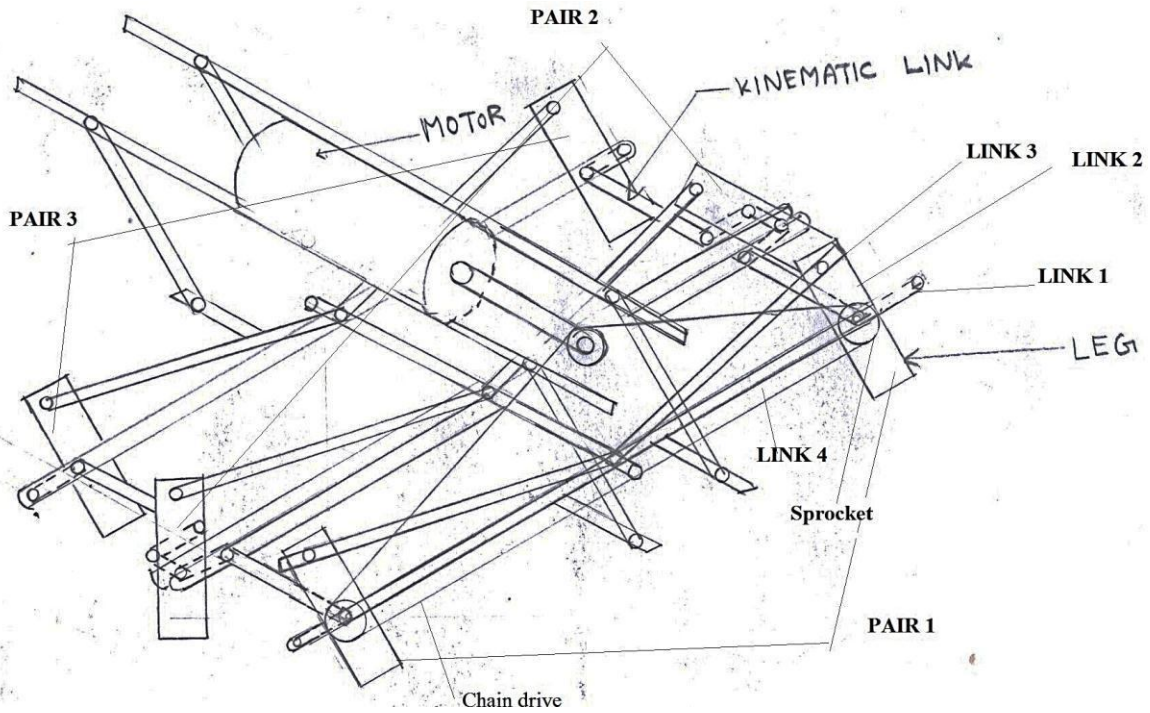 PAIR 2
KINEMATIC LINK
MOTOR
LINK 3
LINK 2
PAIR 3
LINK 1
LEG
LINK 4
Sprocket
PAIR 1
Chain drive